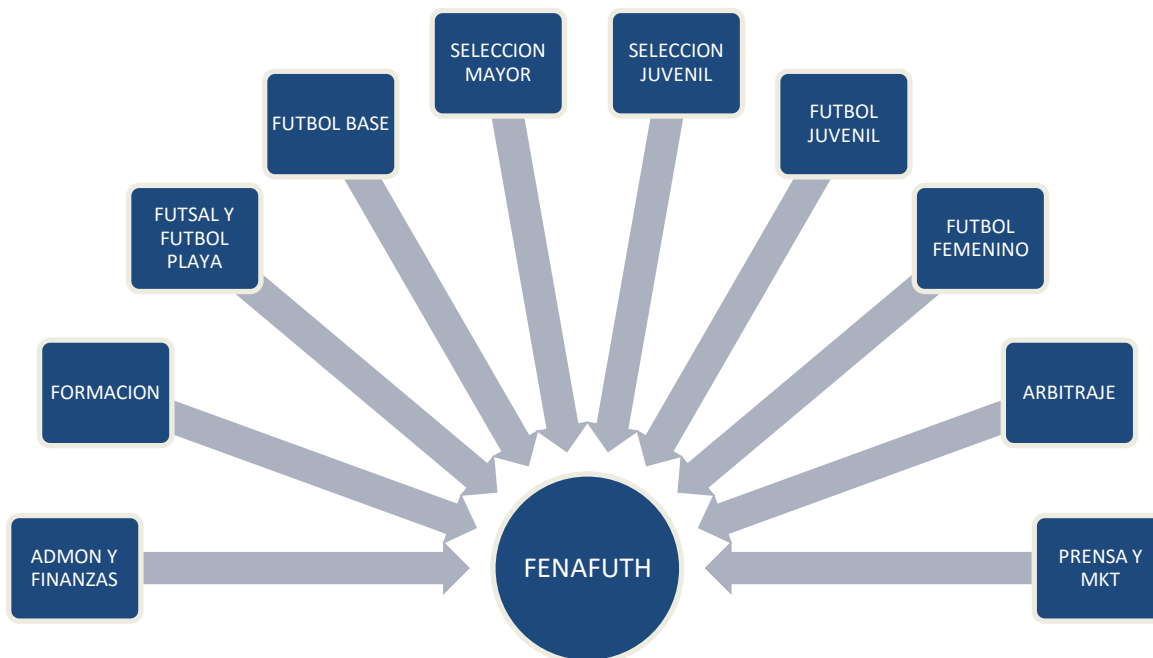 SELECCION
MAYOR
SELECCION
JUVENIL
FUTBOL BASE
FUTBOL
JUVENIL
FUTSAL Y
FUTBOL
PLAYA
FUTBOL
FEMENINO
FORMACION
ARBITRAJE
ADMON Y
FINANZAS
FENAFUTH
PRENSA Y
MKT